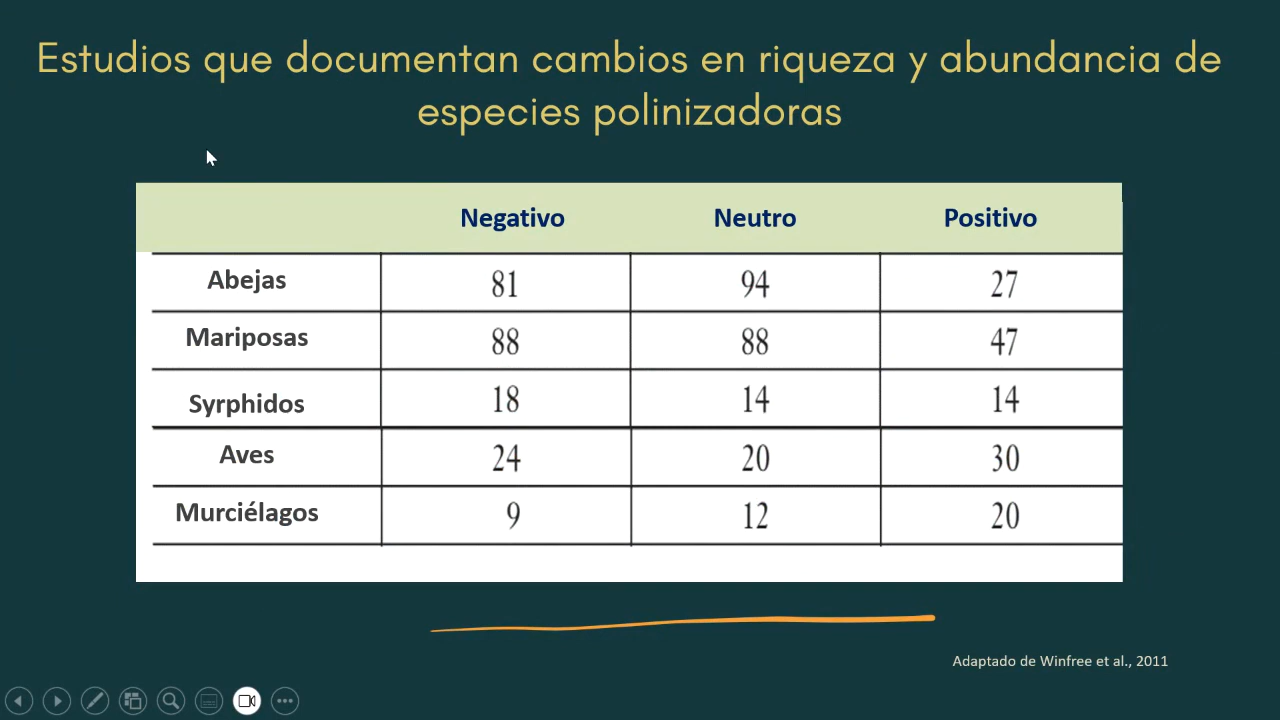 Estudios que documentan cambios en riqueza y abundancia de
especies polinizadoras
Negativo Neutro Positivo
Abejas 81 94 27
Mariposas 88 88 47
Syrphidos 18 14 14
Aves 24 20 30
Murciélagos 9 12 20
Adaptado de Winfree et al., 2011